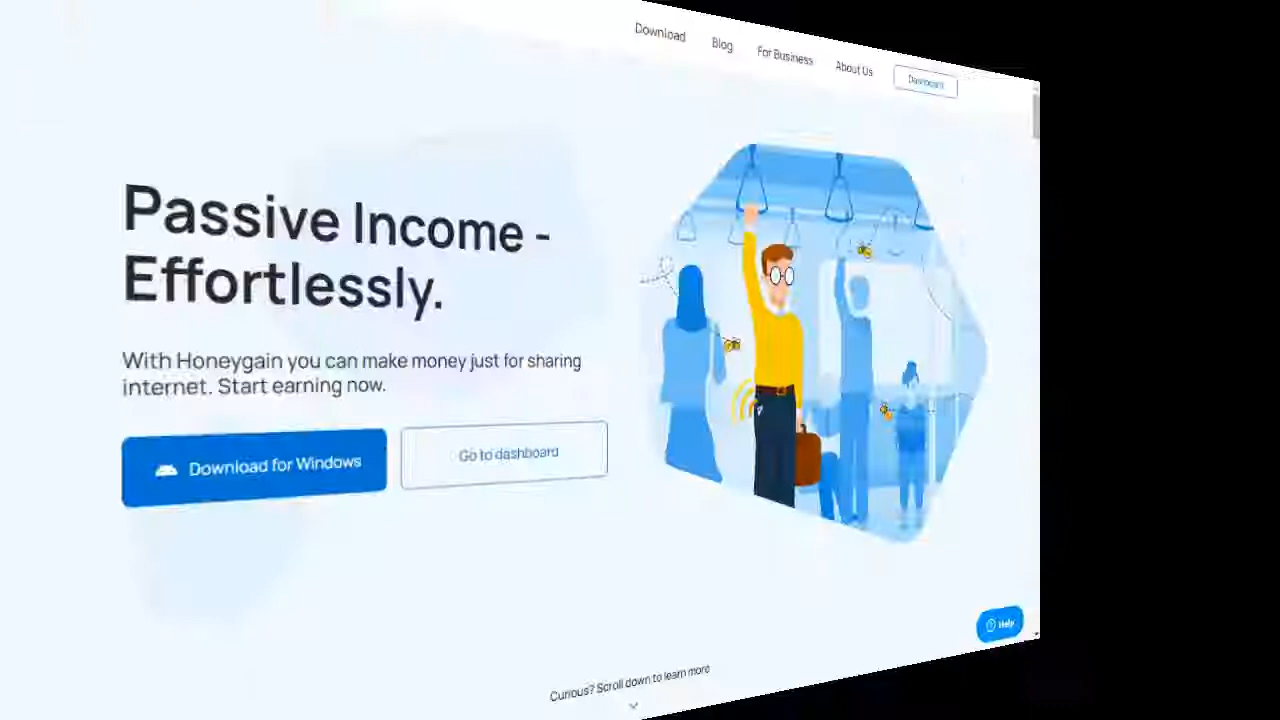 Download Blog For Business About Us Dashboard
Passive Income -
Effortlessly.
With Honeygain you can make money just for sharing
internet. Start earning now.
Download for Windows Go to dashboard
Help
Curious? Scroll down to learn more